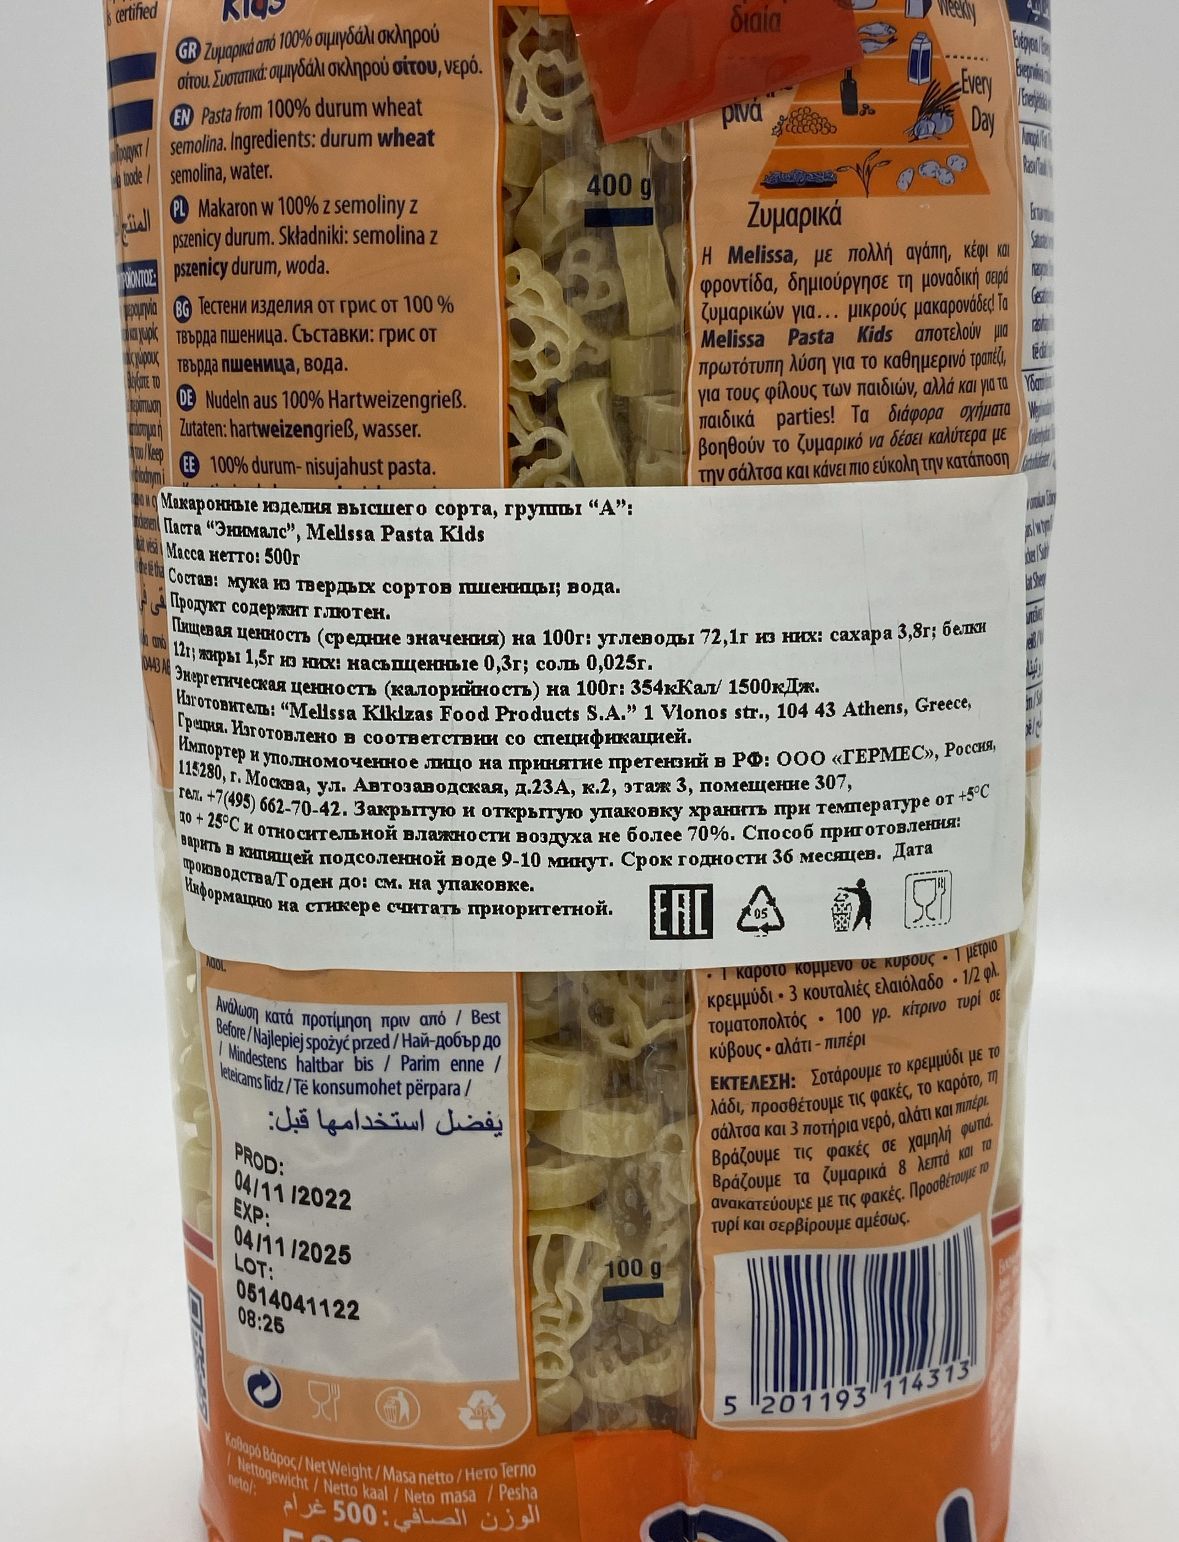 s certified
Kids
GR Ζυμαρικά από 100% σιμιγδάλι σκληρού
σίτου. Συστατικά: σιμιγδάλι σκληρού σίτου, νερό.
EN Pasta from 100% durum wheat
semolina. Ingredients: durum wheat
semolina, water.
PL Makaron w 100% z semoliny z
pszenicy durum. Składniki: semolina z
pszenicy durum, woda.
BG Тестени изделия от грис от 100 %
твърда пшеница. Съставки: грис от
твърда пшеница, вода.
DE Nudeln aus 100% Hartweizengrieß.
Zutaten: hartweizengrieß, wasser.
EE 100% durum- nisujahust pasta.
400 g
διαία
ρινά
Weekly
Every
Day
Ζυμαρικά
Η Melissa, με πολλή αγάπη, κέφι και
φροντίδα, δημιούργησε τη μοναδική σειρά
ζυμαρικών για... μικρούς μακαρονάδες! Τα
Melissa Pasta Kids αποτελούν μια
πρωτότυπη λύση για το καθημερινό τραπέζι,
για τους φίλους των παιδιών, αλλά και για τα
παιδικά parties! Τα διάφορα σχήματα
βοηθούν το ζυμαρικό να δέσει καλύτερα με
την σάλτσα και κάνει πιο εύκολη την κατάποση
Макаронные изделия высшего сорта, группы “А”:
Паста “Энималс”, Melissa Pasta Kids
Масса нетто: 500г
Состав: мука из твердых сортов пшеницы; вода.
Продукт содержит глютен.
Пищевая ценность (средние значения) на 100г: углеводы 72,1г из них: сахара 3,8г; белки
12г; жиры 1,5г из них: насыщенные 0,3г; соль 0,025г.
Энергетическая ценность (калорийность) на 100г: 354кКал/ 1500кДж.
Изготовитель: “Melissa Kikizas Food Products S.A.” 1 Vionos str., 104 43 Athens, Greece,
Греция. Изготовлено в соответствии со спецификацией.
Импортер и уполномоченное лицо на принятие претензий в РФ: ООО «ГЕРМЕС», Россия,
115280, г. Москва, ул. Автозаводская, д.23А, к.2, этаж 3, помещение 307,
тел. +7(495) 662-70-42. Закрытую и открытую упаковку хранить при температуре от +5°С
до + 25°С и относительной влажности воздуха не более 70%. Способ приготовления:
варить в кипящей подсоленной воде 9-10 минут. Срок годности 36 месяцев. Дата
производства/Годен до: см. на упаковке.
Информацию на стикере считать приоритетной.
EAC
05
Ανάλωση κατά προτίμηση πριν από / Best
Before / Najlepiej spożyć przed / Най-добър до
/ Mindestens haltbar bis / Parim enne /
Ieteicams līdz / Të konsumohet përpara /
يفضل استخدامها قبل:
PROD:
04/11/2022
EXP:
04/11/2025
LOT:
0514041122
08:25
100 g
• 1 καρότο κομμένο σε κύβους • 1 μέτριο
κρεμμύδι • 3 κουταλιές ελαιόλαδο • 1/2 φλ.
τοματοπολτός • 100 γρ. κίτρινο τυρί σε
κύβους • αλάτι - πιπέρι
ΕΚΤΕΛΕΣΗ: Σοτάρουμε το κρεμμύδι με το
λάδι, προσθέτουμε τις φακές, το καρότο, τη
σάλτσα και 3 ποτήρια νερό, αλάτι και πιπέρι.
Βράζουμε τις φακές σε χαμηλή φωτιά.
Βράζουμε τα ζυμαρικά 8 λεπτά και τα
ανακατεύουμε με τις φακές. Προσθέτουμε το
τυρί και σερβίρουμε αμέσως.
5 201193 114313
Καθαρό Βάρος / Net Weight / Masa netto / Нето Тегло
/ Nettogewicht / Netto kaal / Neto masa / Pesha
neto/:
الوزن الصافي: 500 غرام